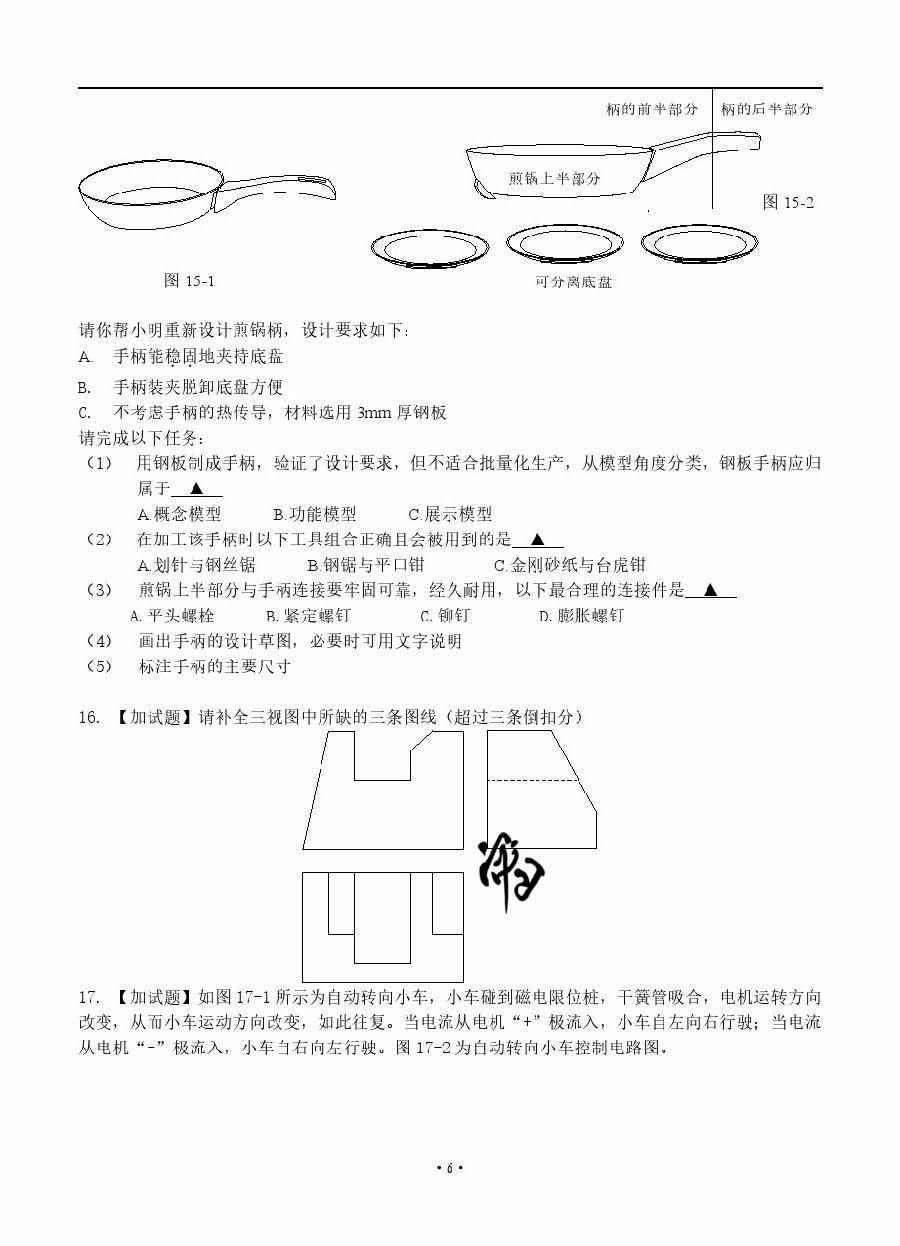 柄的前半部分 柄的后半部分
煎锅上半部分
图 15-2
图 15-1
可分离底盘
请你帮小明重新设计煎锅柄，设计要求如下：
A. 手柄能稳固地夹持底盘
B. 手柄装夹脱卸底盘方便
C. 不考虑手柄的热传导，材料选用 3mm 厚钢板
请完成以下任务：
（1） 用钢板制成手柄，验证了设计要求，但不适合批量化生产，从模型角度分类，钢板手柄应归
属于 ▲
A.概念模型 B.功能模型 C.展示模型
（2） 在加工该手柄时以下工具组合正确且会被用到的是 ▲
A.划针与钢丝锯 B.钢锯与平口钳 C.金刚砂纸与台虎钳
（3） 煎锅上半部分与手柄连接要牢固可靠，经久耐用，以下最合理的连接件是 ▲
A. 平头螺栓 B. 紧定螺钉 C. 铆钉 D. 膨胀螺钉
（4） 画出手柄的设计草图，必要时可用文字说明
（5） 标注手柄的主要尺寸
16. 【加试题】请补全三视图中所缺的三条图线（超过三条倒扣分）
17. 【加试题】如图 17-1 所示为自动转向小车，小车碰到磁电限位桩，干簧管吸合，电机运转方向
改变，从而小车运动方向改变，如此往复。当电流从电机“+”极流入，小车自左向右行驶；当电流
从电机“-”极流入，小车自右向左行驶。图 17-2 为自动转向小车控制电路图。
· 6 ·